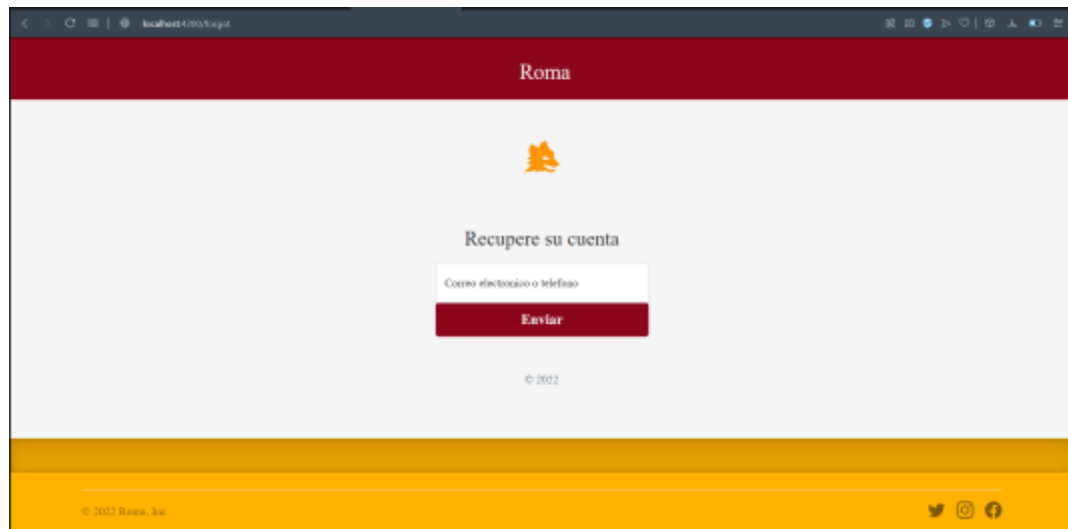 localhost:4200/forgot
Roma
Recupere su cuenta
Correo electronico o telefono
Enviar
© 2022
© 2022 Roma, Inc